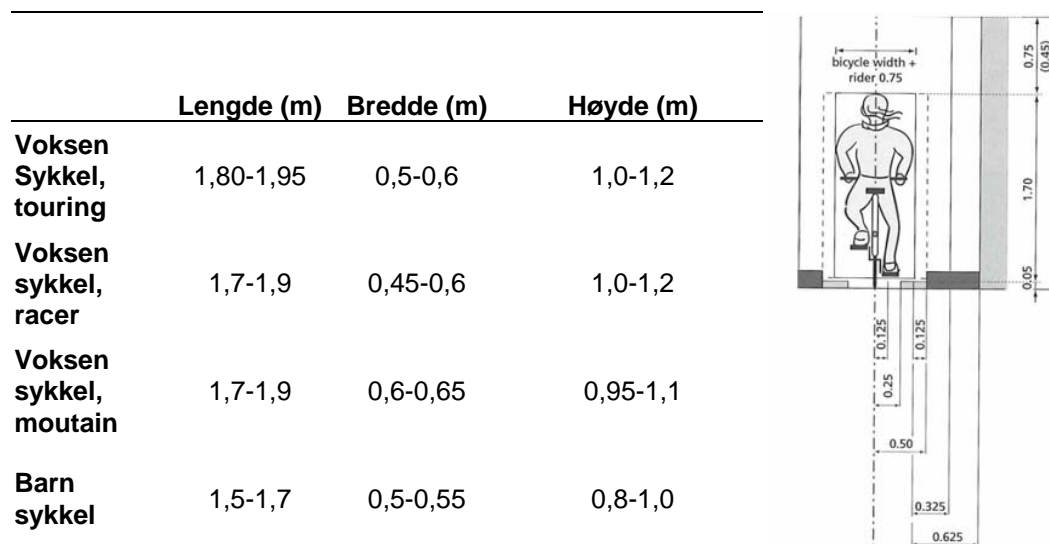 Lengde (m) Bredde (m) Høyde (m)
Voksen
Sykkel,
touring
1,80-1,95 0,5-0,6 1,0-1,2
Voksen
sykkel,
racer
1,7-1,9 0,45-0,6 1,0-1,2
Voksen
sykkel,
moutain
1,7-1,9 0,6-0,65 0,95-1,1
Barn
sykkel
1,5-1,7 0,5-0,55 0,8-1,0
bicycle width +
rider 0.75
0.75
(0.45)
1.70
0.05
0.125
0.125
0.25
0.50
0.325
0.625